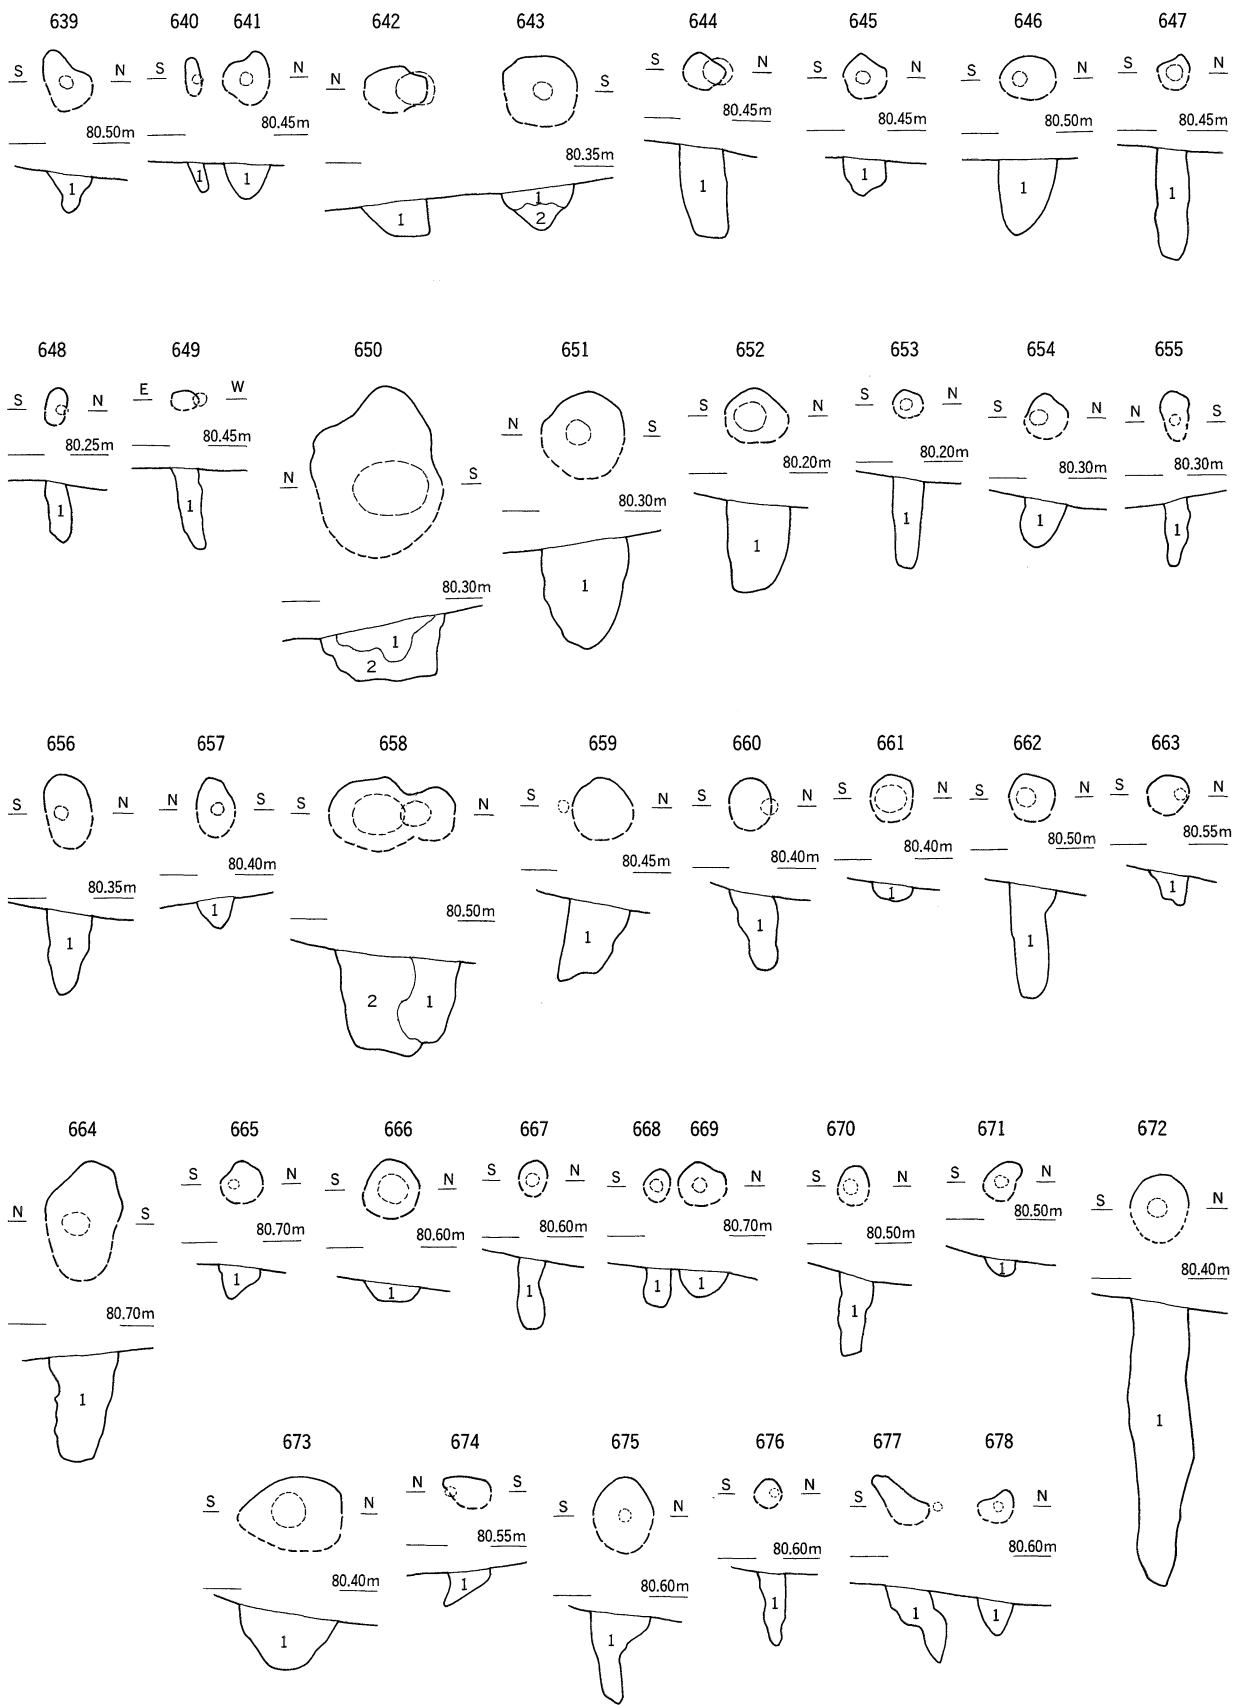 639 640 641 642 643 644 645 646 647
S N S N N S S N S N S N S N
80.50m 80.45m 80.35m 80.45m 80.45m 80.50m 80.45m
1 1 1 1 1 2 1 1 1 1
648 649 650 651 652 653 654 655
S N E W N S N S S N S N S N N S
80.25m 80.45m 80.30m 80.30m 80.20m 80.20m 80.30m 80.30m
1 1 1 2 1 1 1 1 1
656 657 658 659 660 661 662 663
S N N S S N S N S N S N S N S N
80.35m 80.40m 80.50m 80.45m 80.40m 80.40m 80.50m 80.55m
1 1 2 1 1 1 1 1 1
664 665 666 667 668 669 670 671 672
N S S N S N S N S N S N S N S N
80.70m 80.70m 80.60m 80.60m 80.70m 80.50m 80.50m 80.40m
1 1 1 1 1 1 1 1 1
673 674 675 676 677 678
S N N S S N S N S N
80.40m 80.55m 80.60m 80.60m 80.60m
1 1 1 1 1 1